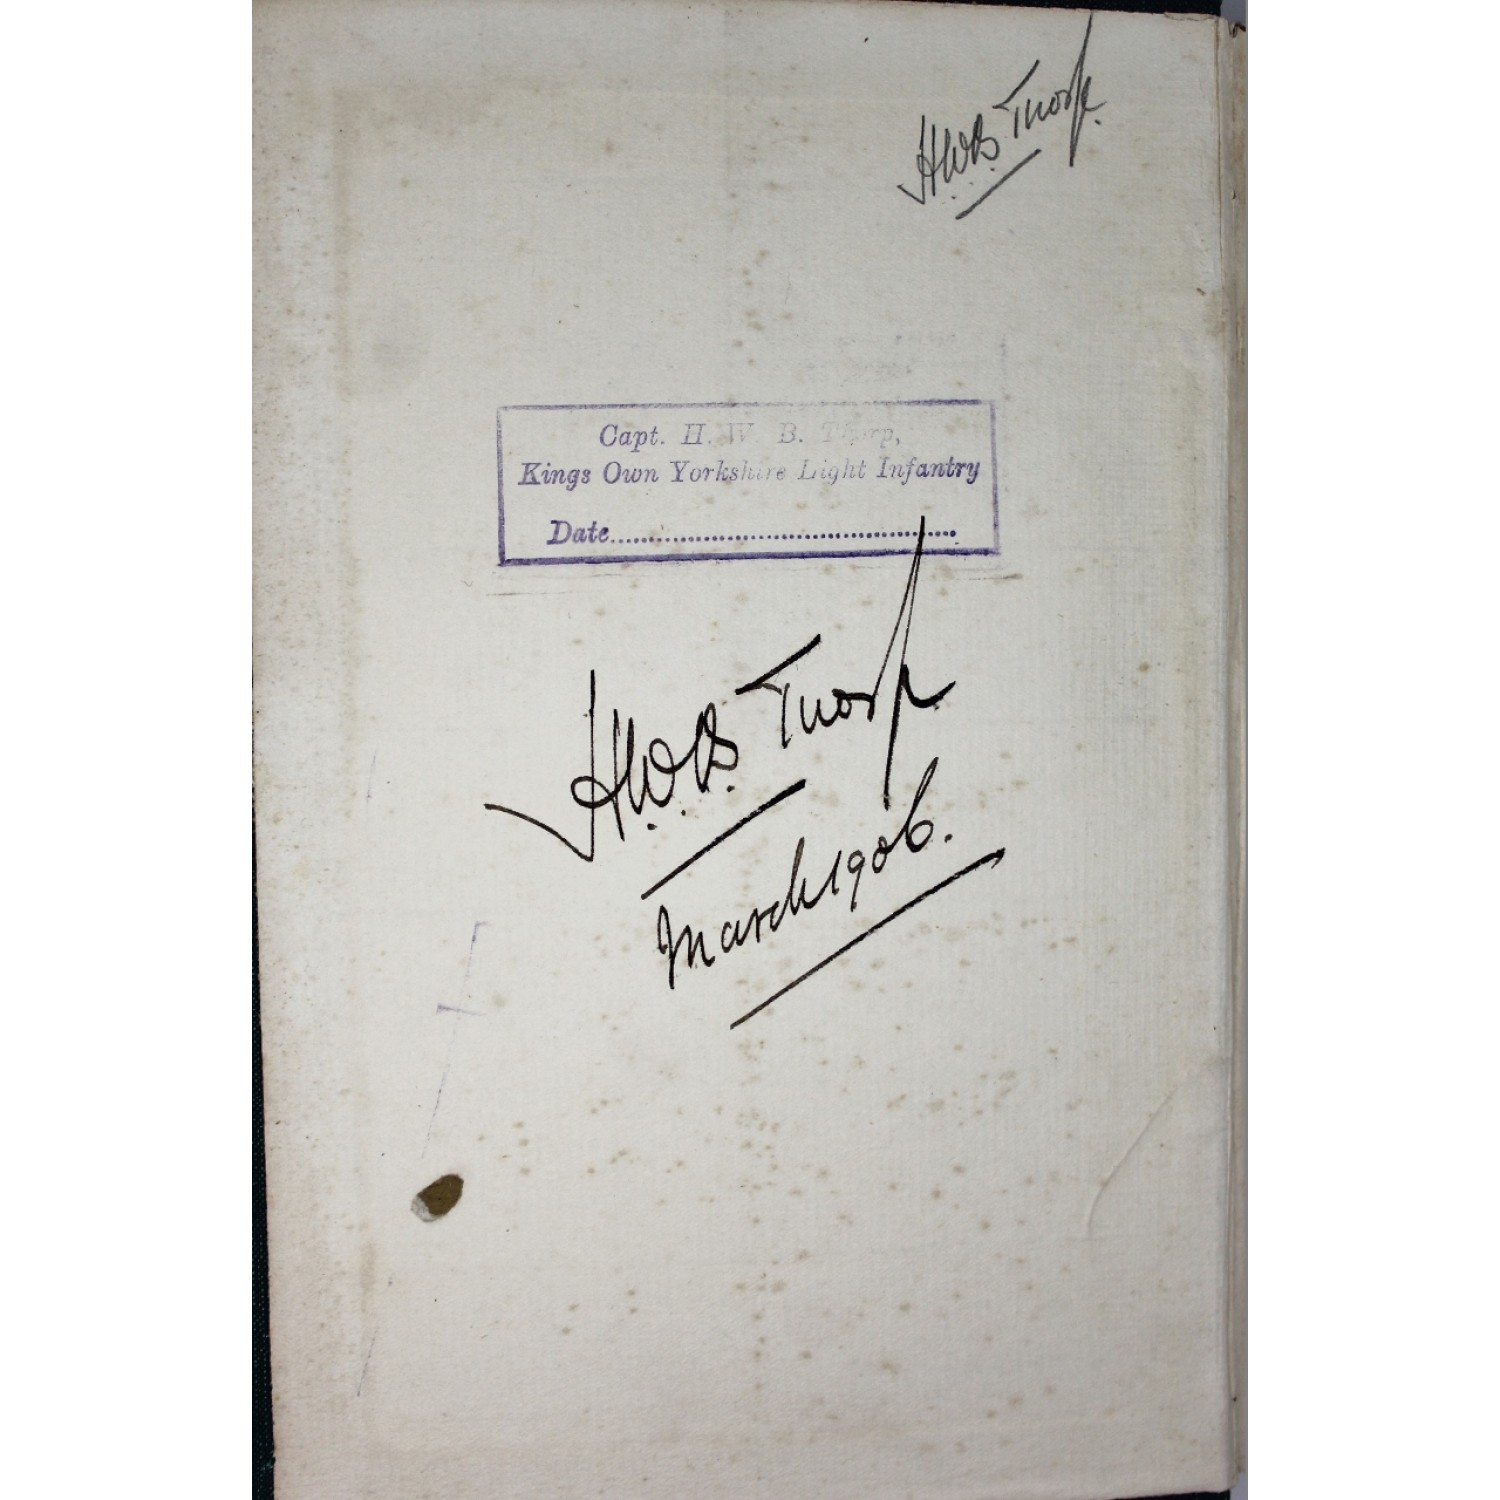 H.W.B. Thorp.
Capt. H. W. B. Thorp,
Kings Own Yorkshire Light Infantry
Date..........................................
H.W.B. Thorp
March 1906.